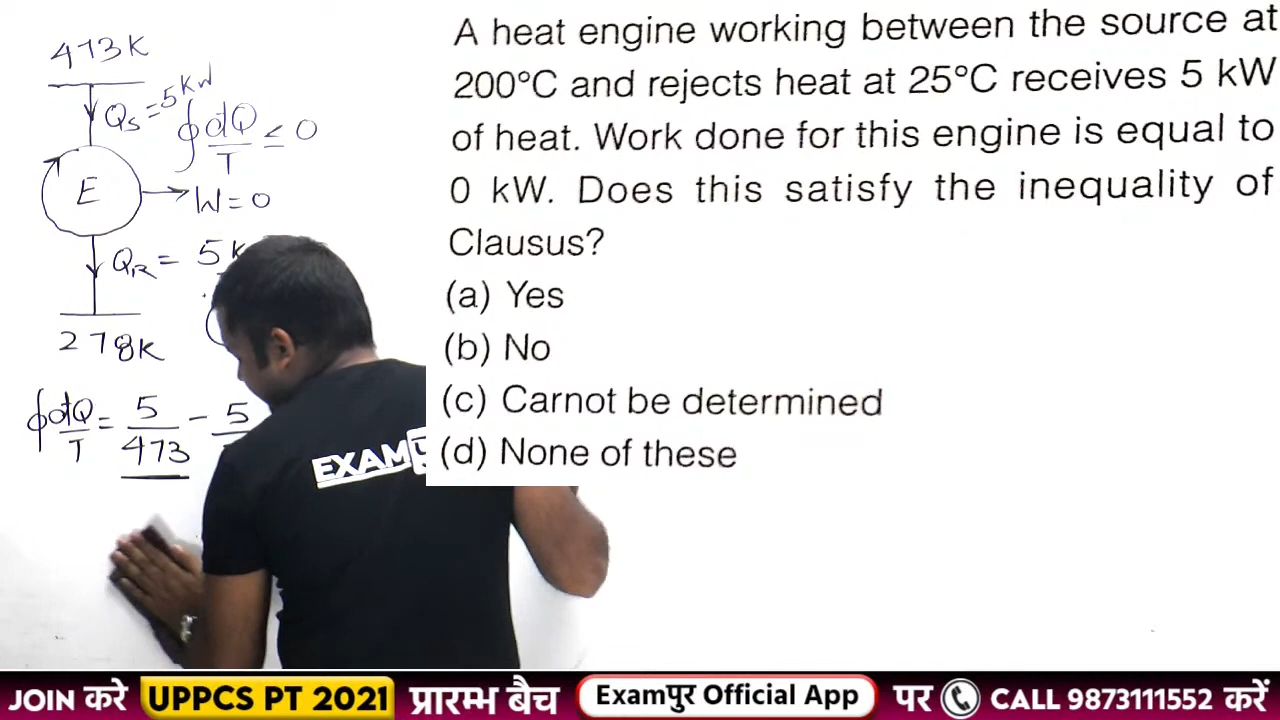 473K
Qs = 5kW
∮dQ/T ≤ 0
E
W = 0
QR = 5 k
278K
∮dQ/T = 5/473 - 5
A heat engine working between the source at
200°C and rejects heat at 25°C receives 5 kW
of heat. Work done for this engine is equal to
0 kW. Does this satisfy the inequality of
Clausus?
(a) Yes
(b) No
(c) Carnot be determined
(d) None of these
EXAM
JOIN करे UPPCS PT 2021 प्रारम्भ बैच Examपुर Official App पर CALL 9873111552 करें